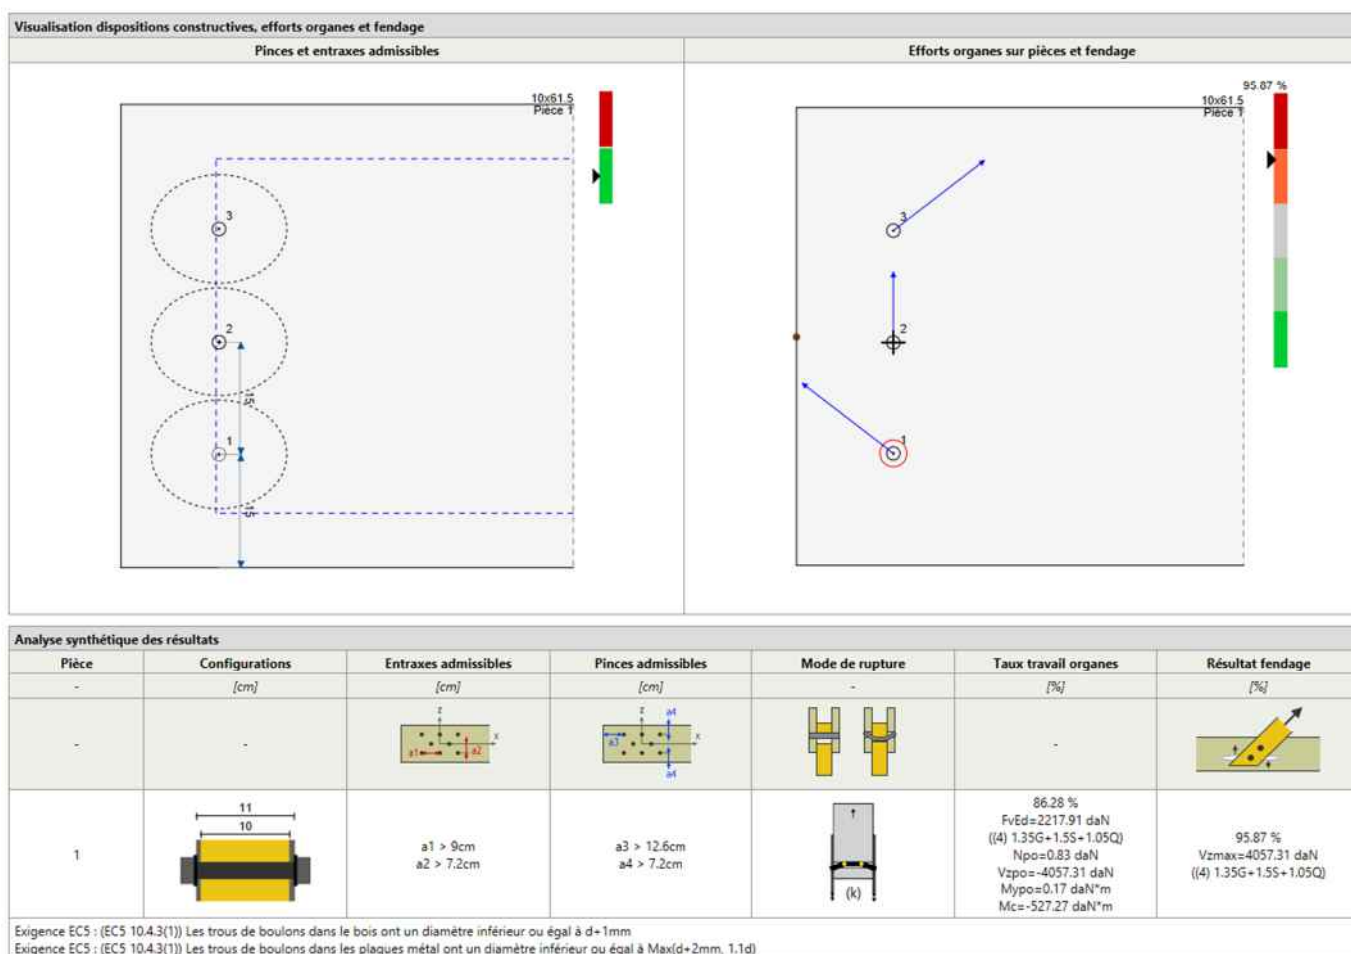 Visualisation dispositions constructives, efforts organes et fendage
Pinces et entraxes admissibles
Efforts organes sur pièces et fendage
10x61.5
Pièce 1
3
2
15
1
15
95.87 %
10x61.5
Pièce 1
3
2
1
Analyse synthétique des résultats
Pièce Configurations Entraxes admissibles Pinces admissibles Mode de rupture Taux travail organes Résultat fendage
- [cm] [cm] [cm] - [%] [%]
- - z x a1 a2 z x a3 a4 a4 -
1
11
10
a1 > 9cm
a2 > 7.2cm
a3 > 12.6cm
a4 > 7.2cm
(k)
86.28 %
FvEd=2217.91 daN
((4) 1.35G+1.5S+1.05Q)
Npo=0.83 daN
Vzpo=-4057.31 daN
Mypo=0.17 daN*m
Mc=-527.27 daN*m
95.87 %
Vzmax=4057.31 daN
((4) 1.35G+1.5S+1.05Q)
Exigence EC5 : (EC5 10.4.3(1)) Les trous de boulons dans le bois ont un diamètre inférieur ou égal à d+1mm
Exigence EC5 : (EC5 10.4.3(1)) Les trous de boulons dans les plaques métal ont un diamètre inférieur ou égal à Max(d+2mm, 1.1d)